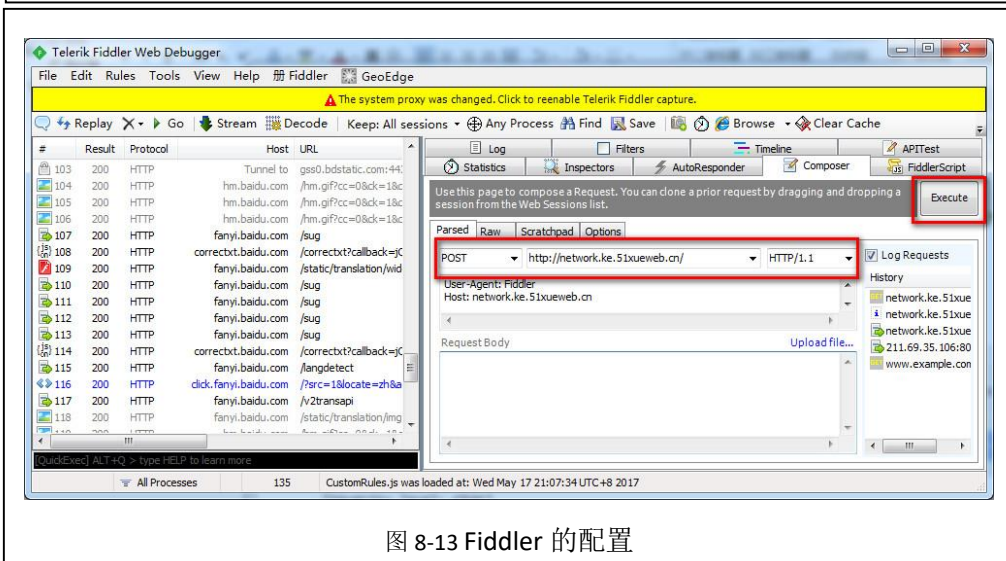 Telerik Fiddler Web Debugger
File Edit Rules Tools View Help 册 Fiddler GeoEdge
The system proxy was changed. Click to reenable Telerik Fiddler capture.
Replay Go Stream Decode Keep: All sessions Any Process Find Save Browse Clear Cache
Log Filters Timeline APITest
Statistics Inspectors AutoResponder Composer FiddlerScript
# Result Protocol Host URL
103 200 HTTP Tunnel to gss0.bdstatic.com:44
104 200 HTTP hm.baidu.com /hm.gif?cc=0&ck=1&c
105 200 HTTP hm.baidu.com /hm.gif?cc=0&ck=1&c
106 200 HTTP hm.baidu.com /hm.gif?cc=0&ck=1&c
107 200 HTTP fanyi.baidu.com /sug
108 200 HTTP correctxt.baidu.com /correctxt?callback=jQ
109 200 HTTP fanyi.baidu.com /static/translation/wid
110 200 HTTP fanyi.baidu.com /sug
111 200 HTTP fanyi.baidu.com /sug
112 200 HTTP fanyi.baidu.com /sug
113 200 HTTP fanyi.baidu.com /sug
114 200 HTTP correctxt.baidu.com /correctxt?callback=jQ
115 200 HTTP fanyi.baidu.com /langdetect
116 200 HTTP click.fanyi.baidu.com /?src=1&locate=zh&a
117 200 HTTP fanyi.baidu.com /v2transapi
118 200 HTTP fanyi.baidu.com /static/translation/img
[QuickExec] ALT+Q > type HELP to learn more
Use this page to compose a Request. You can clone a prior request by dragging and dropping a
session from the Web Sessions list.
Execute
Parsed Raw Scratchpad Options
POST http://network.ke.51xueweb.cn/ HTTP/1.1
User-Agent: Fiddler
Host: network.ke.51xueweb.cn
Request Body Upload file...
Log Requests
History
network.ke.51xue
network.ke.51xue
network.ke.51xue
211.69.35.106:80
www.example.con
All Processes 135 CustomRules.js was loaded at: Wed May 17 21:07:34 UTC+8 2017
图 8-13 Fiddler 的配置